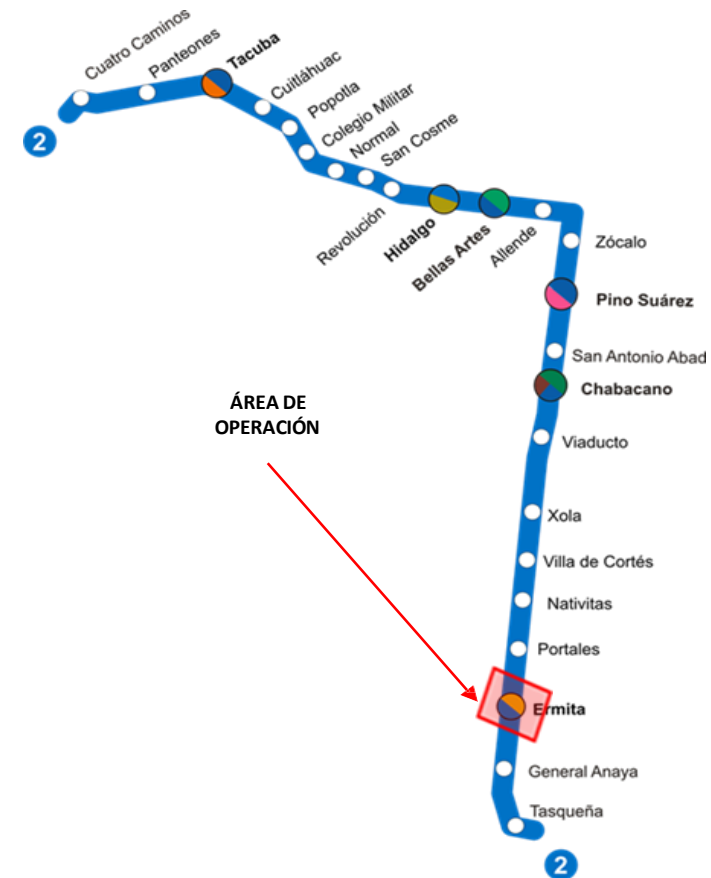 Cuatro Caminos
Panteones
Tacuba
Cuitláhuac
Popotla
Colegio Militar
Normal
San Cosme
2
Revolución
Hidalgo
Bellas Artes
Allende
Zócalo
Pino Suárez
San Antonio Abad
Chabacano
ÁREA DE
OPERACIÓN
Viaducto
Xola
Villa de Cortés
Nativitas
Portales
Ermita
General Anaya
Tasqueña
2